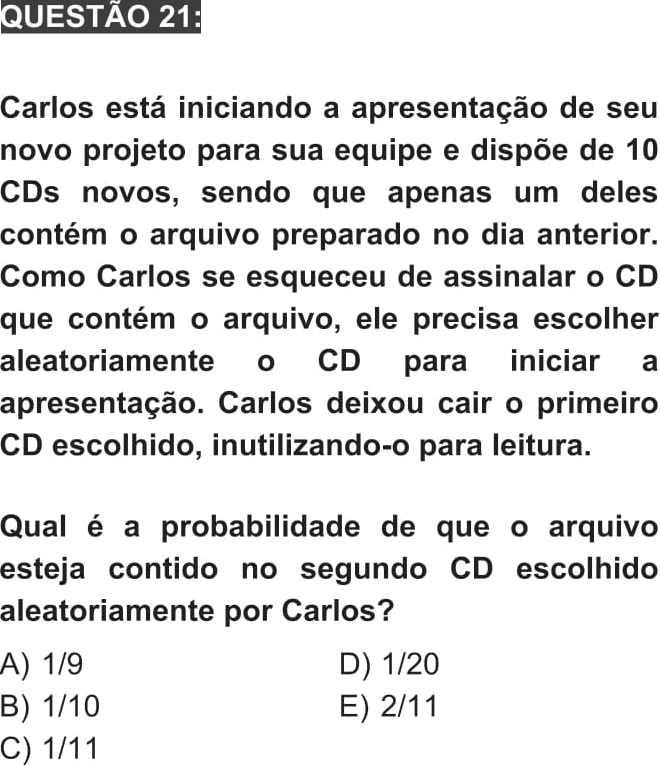 QUESTÃO 21:
Carlos está iniciando a apresentação de seu
novo projeto para sua equipe e dispõe de 10
CDs novos, sendo que apenas um deles
contém o arquivo preparado no dia anterior.
Como Carlos se esqueceu de assinalar o CD
que contém o arquivo, ele precisa escolher
aleatoriamente o CD para iniciar a
apresentação. Carlos deixou cair o primeiro
CD escolhido, inutilizando-o para leitura.
Qual é a probabilidade de que o arquivo
esteja contido no segundo CD escolhido
aleatoriamente por Carlos?
A) 1/9
B) 1/10
C) 1/11
D) 1/20
E) 2/11